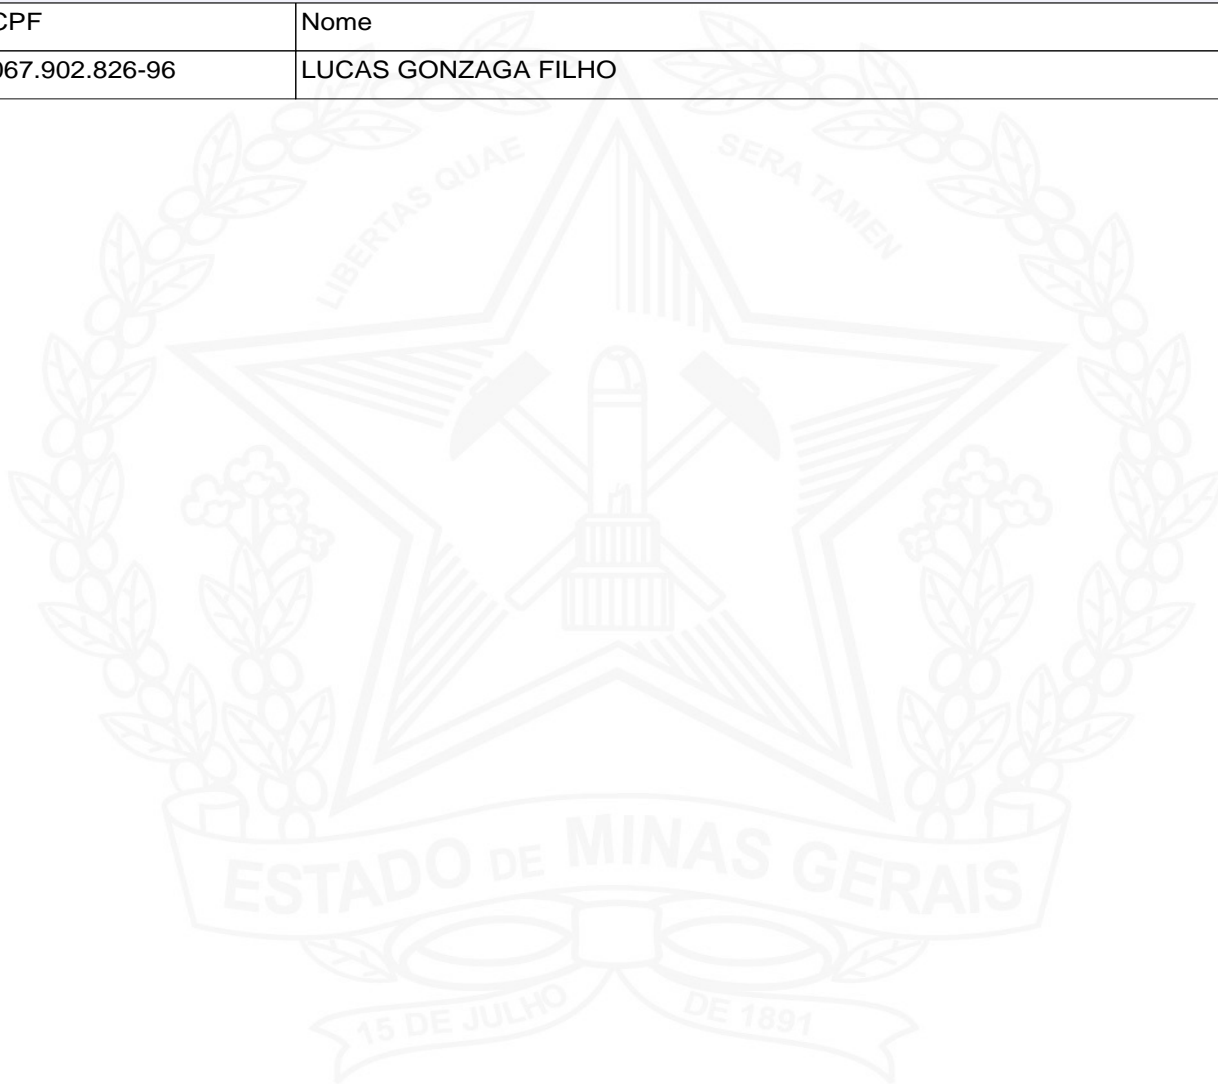 CPF Nome
067.902.826-96 LUCAS GONZAGA FILHO
LIBERTAS QUAE SERA TAMEN
ESTADO DE MINAS GERAIS
15 DE JULHO DE 1891